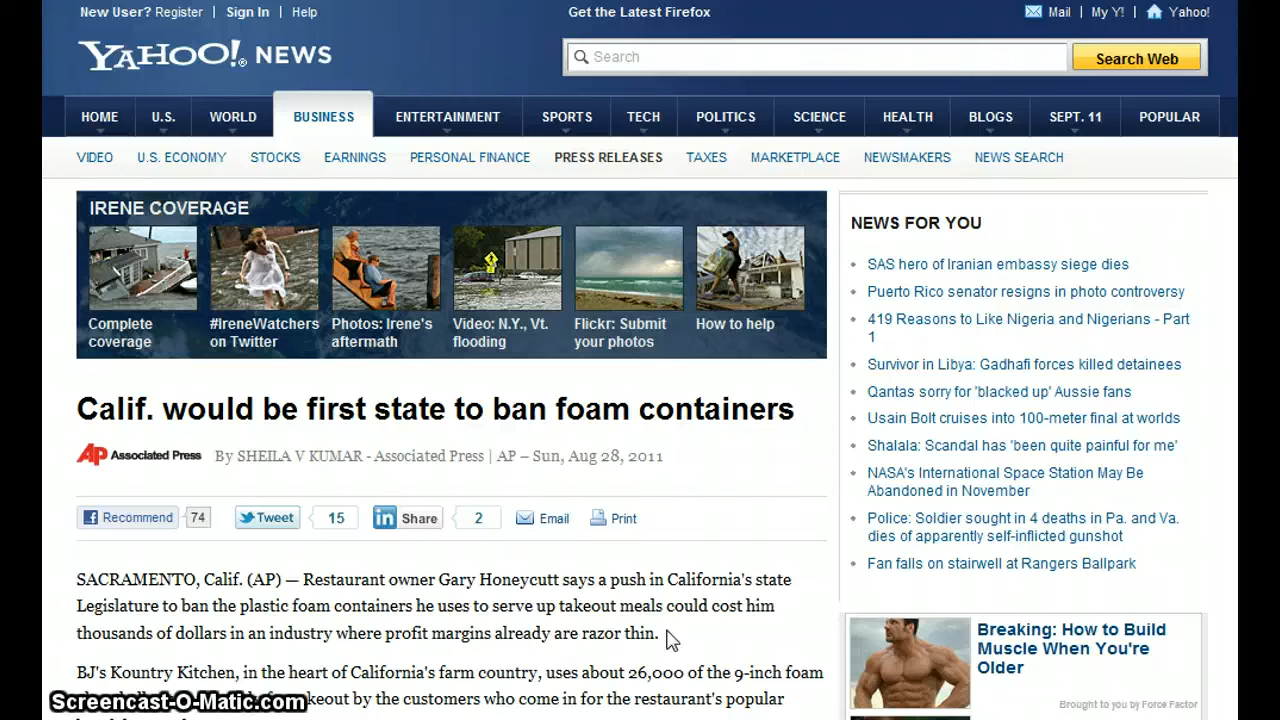 New User? Register | Sign In | Help
Get the Latest Firefox
Mail | My Y! | Yahoo!
YAHOO!® NEWS
Search
Search Web
HOME U.S. WORLD BUSINESS ENTERTAINMENT SPORTS TECH POLITICS SCIENCE HEALTH BLOGS SEPT. 11 POPULAR
VIDEO U.S. ECONOMY STOCKS EARNINGS PERSONAL FINANCE PRESS RELEASES TAXES MARKETPLACE NEWSMAKERS NEWS SEARCH
IRENE COVERAGE
Complete
coverage
#IreneWatchers
on Twitter
Photos: Irene's
aftermath
Video: N.Y., Vt.
flooding
Flickr: Submit
your photos
How to help
Calif. would be first state to ban foam containers
AP Associated Press By SHEILA V KUMAR - Associated Press | AP – Sun, Aug 28, 2011
Recommend 74 Tweet 15 in Share 2 Email Print
SACRAMENTO, Calif. (AP) — Restaurant owner Gary Honeycutt says a push in California's state
Legislature to ban the plastic foam containers he uses to serve up takeout meals could cost him
thousands of dollars in an industry where profit margins already are razor thin.
BJ's Kountry Kitchen, in the heart of California's farm country, uses about 26,000 of the 9-inch foam
by the customers who come in for the restaurant's popular
NEWS FOR YOU
• SAS hero of Iranian embassy siege dies
• Puerto Rico senator resigns in photo controversy
• 419 Reasons to Like Nigeria and Nigerians - Part
1
• Survivor in Libya: Gadhafi forces killed detainees
• Qantas sorry for 'blacked up' Aussie fans
• Usain Bolt cruises into 100-meter final at worlds
• Shalala: Scandal has 'been quite painful for me'
• NASA's International Space Station May Be
Abandoned in November
• Police: Soldier sought in 4 deaths in Pa. and Va.
dies of apparently self-inflicted gunshot
• Fan falls on stairwell at Rangers Ballpark
Breaking: How to Build
Muscle When You're
Older
Brought to you by Force Factor
Screencast-O-Matic.com